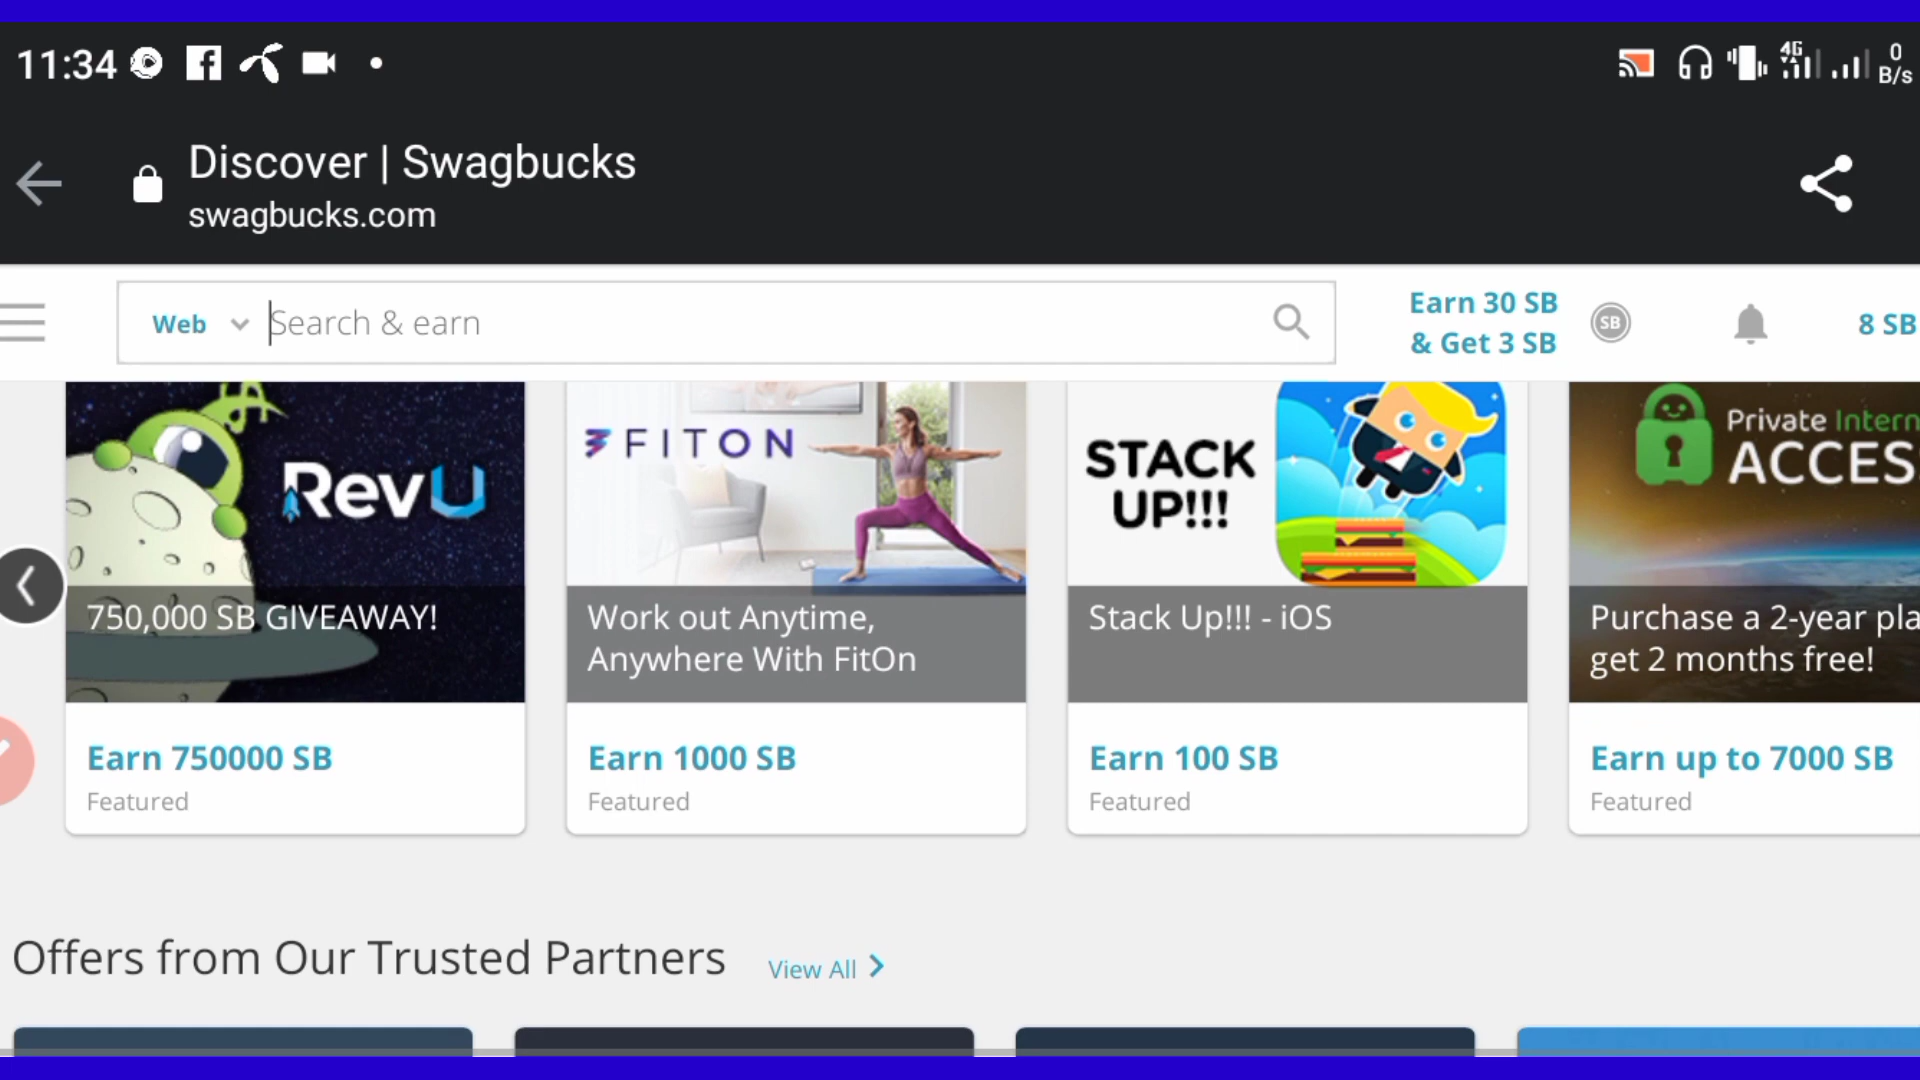 11:34
4G
0
B/s
Discover | Swagbucks
swagbucks.com
Web
Search & earn
Earn 30 SB
& Get 3 SB
SB
8 SB
RevU
750,000 SB GIVEAWAY!
Earn 750000 SB
Featured
FITON
Work out Anytime,
Anywhere With FitOn
Earn 1000 SB
Featured
STACK
UP!!!
Stack Up!!! - iOS
Earn 100 SB
Featured
Private Intern
ACCES
Purchase a 2-year pla
get 2 months free!
Earn up to 7000 SB
Featured
Offers from Our Trusted Partners
View All